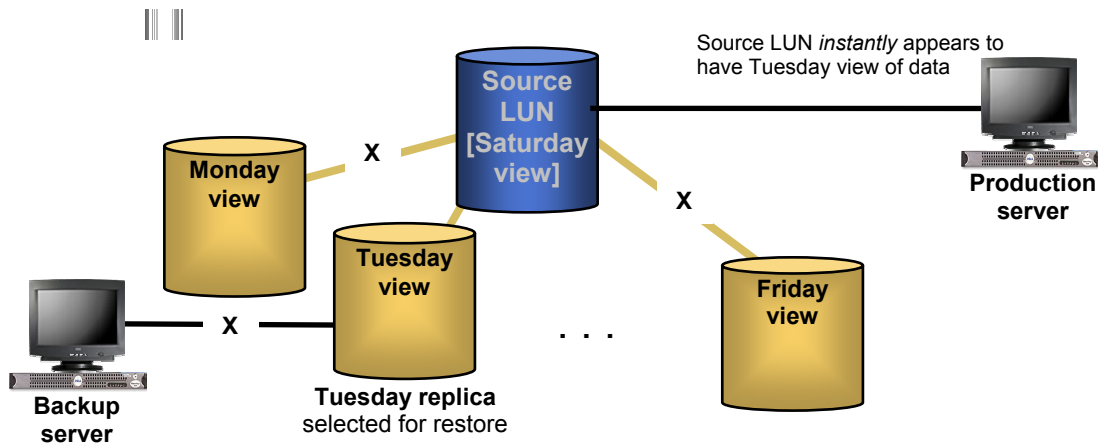 Source LUN instantly appears to
have Tuesday view of data
Source
LUN
[Saturday
view]
X
Monday
view
X
Production
server
Tuesday
view
Friday
view
X
. . .
Tuesday replica
selected for restore
Backup
server